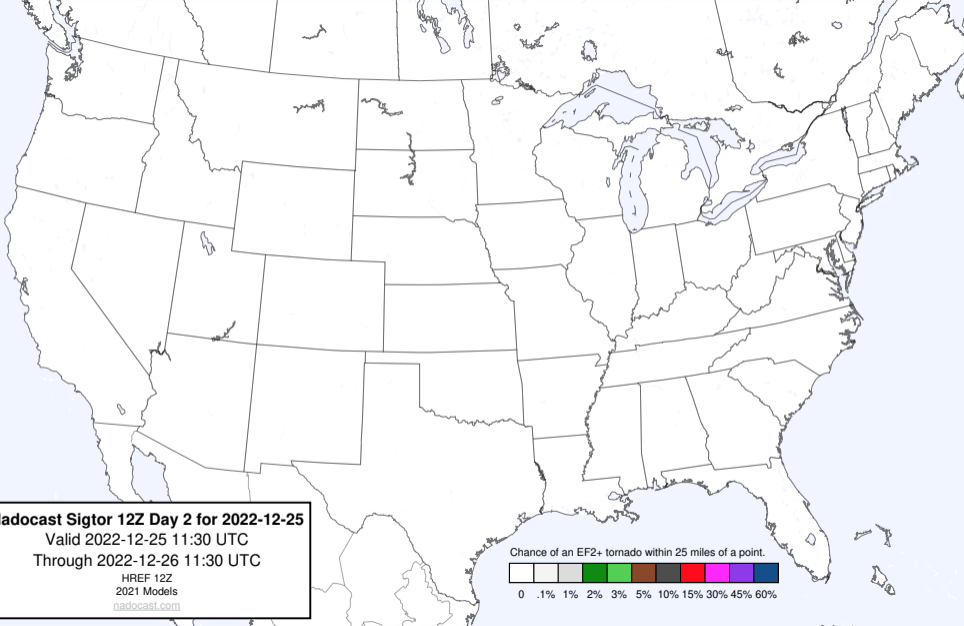 adocast Sigtor 12Z Day 2 for 2022-12-25
Valid 2022-12-25 11:30 UTC
Through 2022-12-26 11:30 UTC
HREF 12Z
2021 Models
nadocast.com
Chance of an EF2+ tornado within 25 miles of a point.
0 .1% 1% 2% 3% 5% 10% 15% 30% 45% 60%